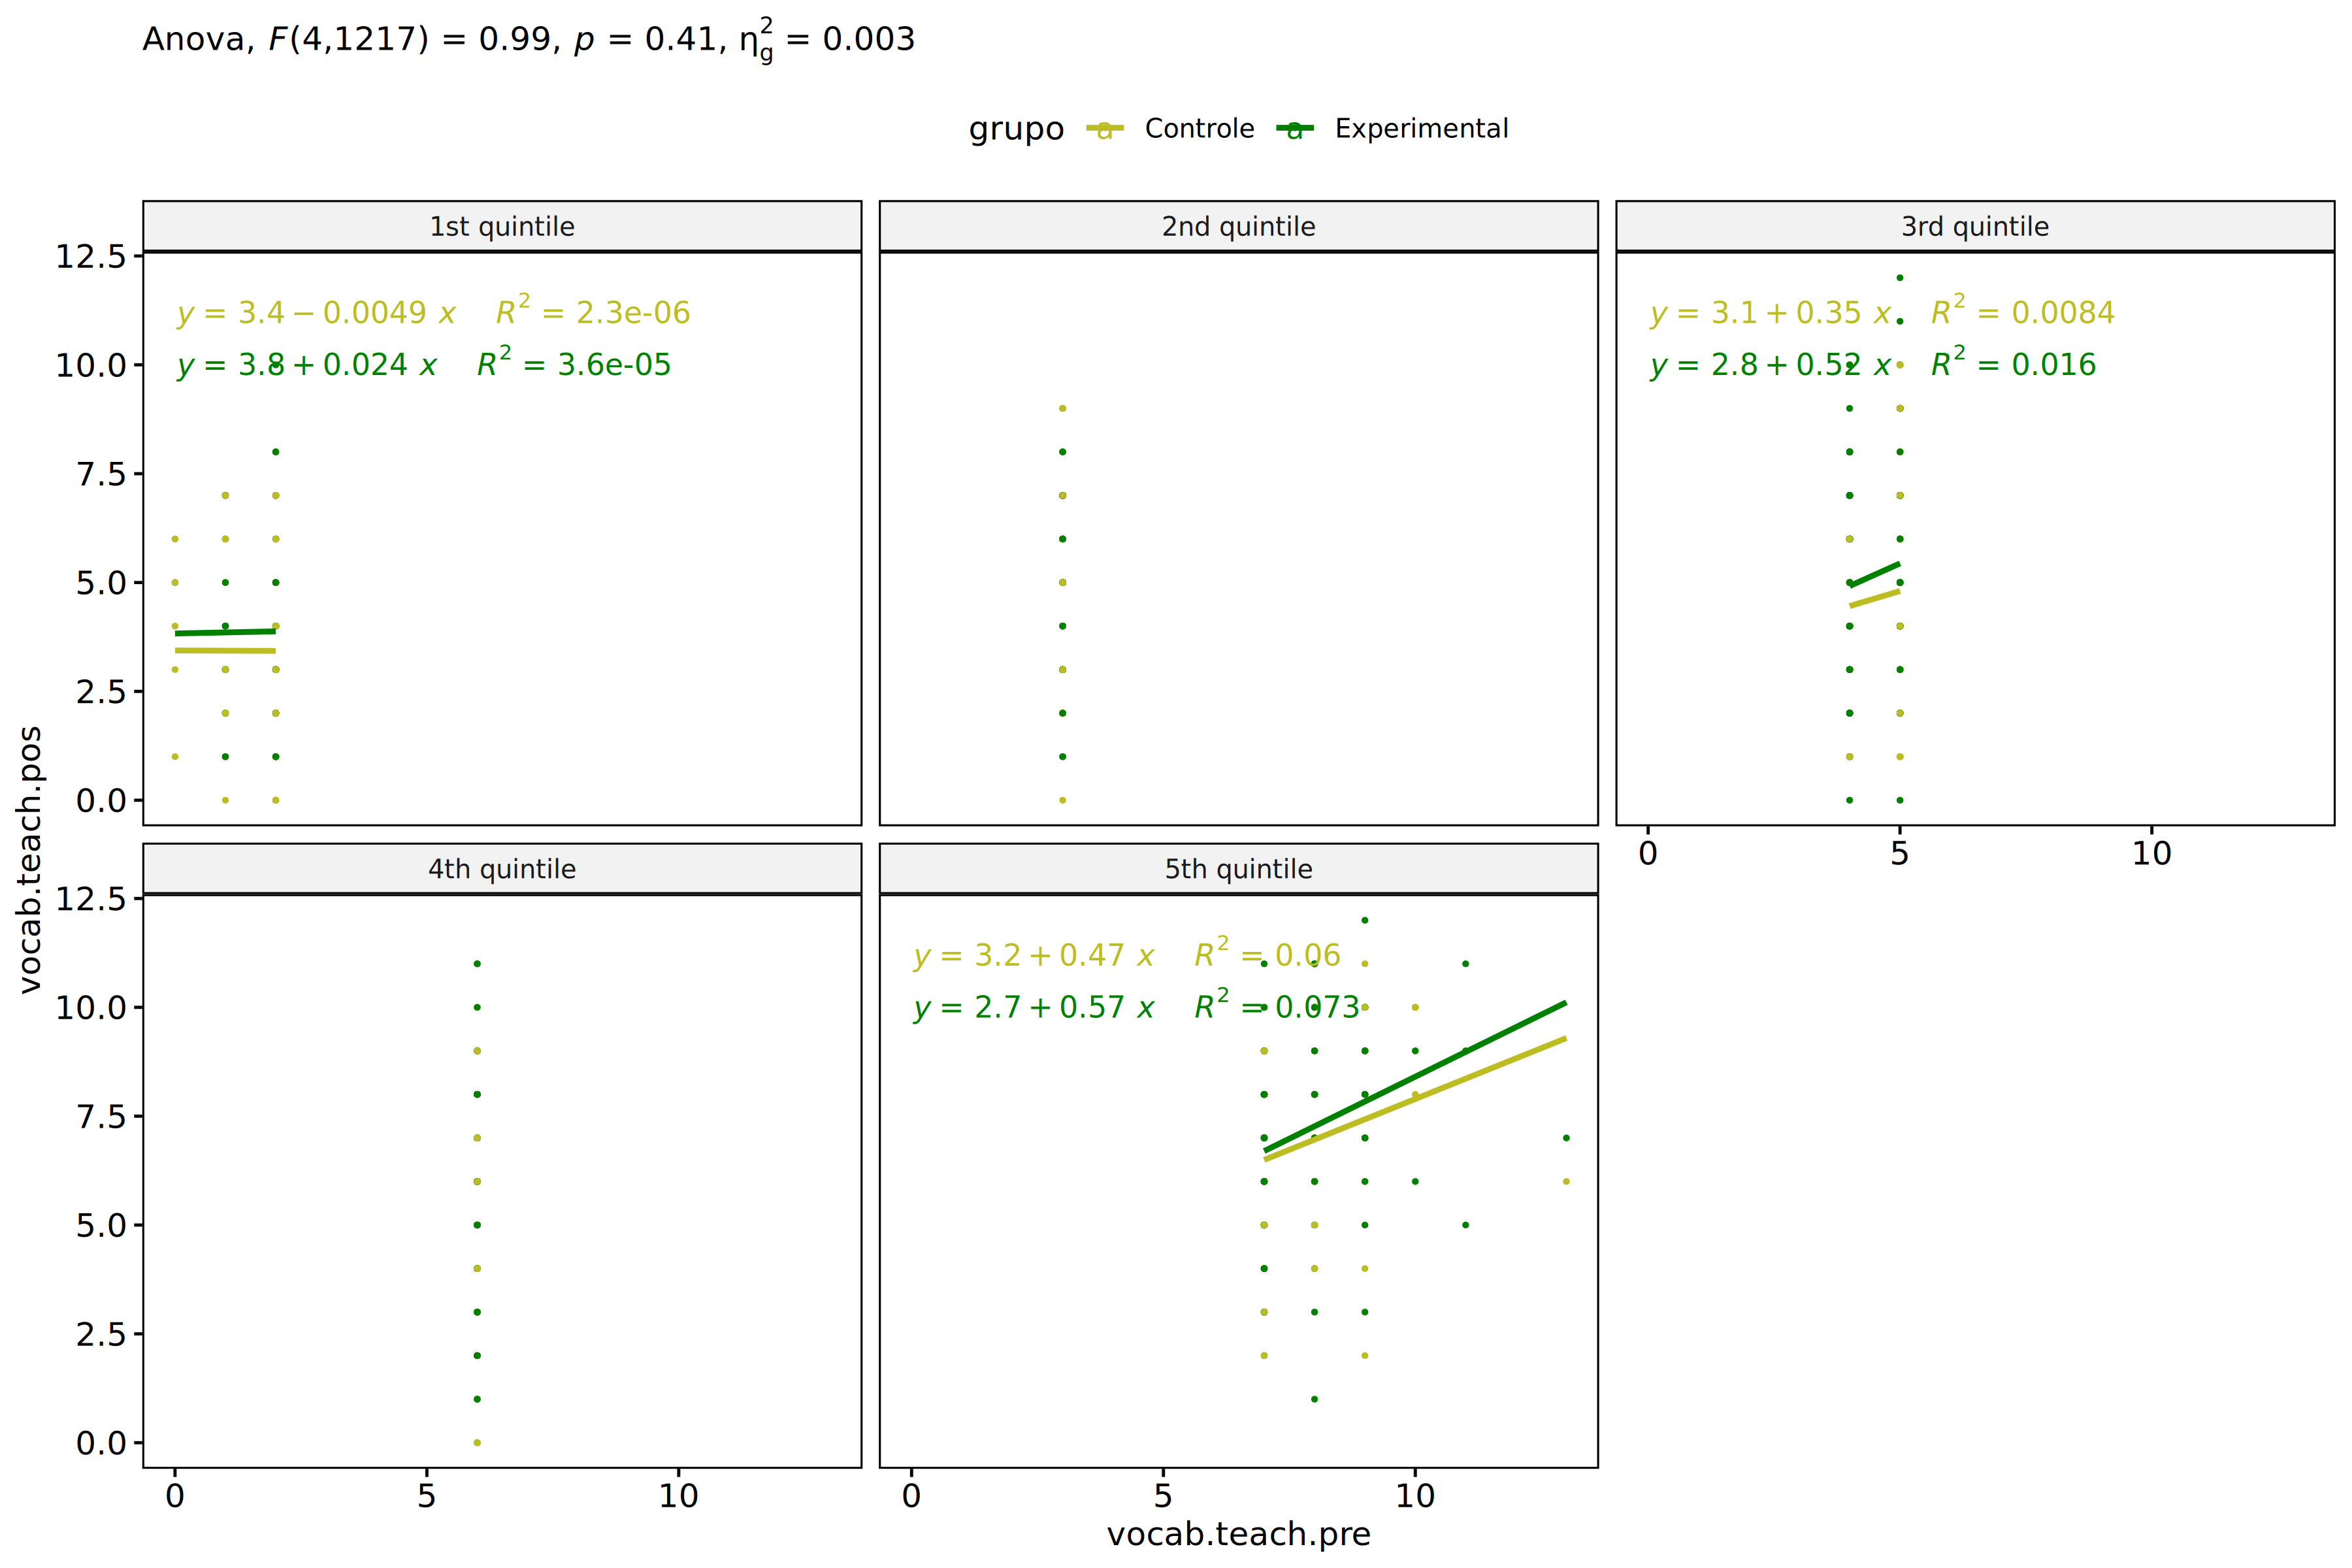 Anova, F(4,1217) = 0.99, p = 0.41, η²g = 0.003
grupo a Controle a Experimental
1st quintile
2nd quintile
3rd quintile
12.5
10.0
7.5
5.0
2.5
0.0
y = 3.4 − 0.0049 x R² = 2.3e-06
y = 3.8 + 0.024 x R² = 3.6e-05
y = 3.1 + 0.35 x R² = 0.0084
y = 2.8 + 0.52 x R² = 0.016
0 5 10
4th quintile
5th quintile
12.5
10.0
7.5
5.0
2.5
0.0
y = 3.2 + 0.47 x R² = 0.06
y = 2.7 + 0.57 x R² = 0.073
0 5 10
0 5 10
vocab.teach.pos
vocab.teach.pre